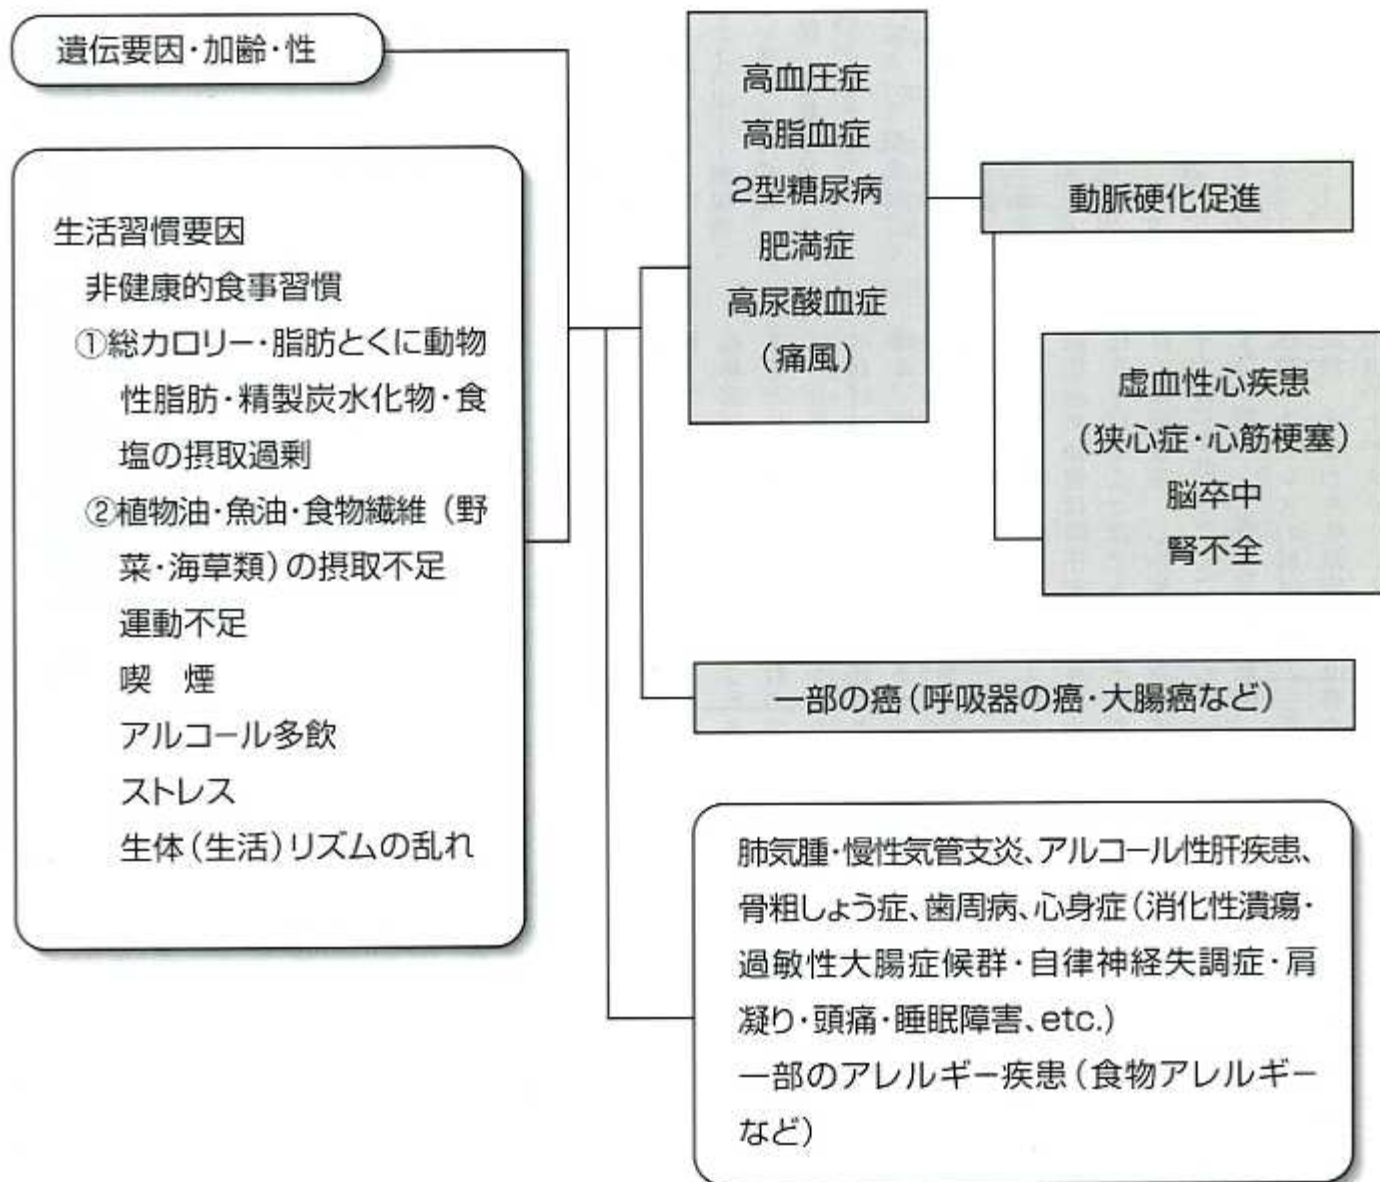 遺伝要因・加齢・性
生活習慣要因
非健康的食事習慣
①総カロリー・脂肪とくに動物
性脂肪・精製炭水化物・食
塩の摂取過剰
②植物油・魚油・食物繊維（野
菜・海草類）の摂取不足
運動不足
喫　煙
アルコール多飲
ストレス
生体（生活）リズムの乱れ
高血圧症
高脂血症
2型糖尿病
肥満症
高尿酸血症
（痛風）
動脈硬化促進
虚血性心疾患
（狭心症・心筋梗塞）
脳卒中
腎不全
一部の癌（呼吸器の癌・大腸癌など）
肺気腫・慢性気管支炎、アルコール性肝疾患、
骨粗しょう症、歯周病、心身症（消化性潰瘍・
過敏性大腸症候群・自律神経失調症・肩
凝り・頭痛・睡眠障害、etc.）
一部のアレルギー疾患（食物アレルギー
など）